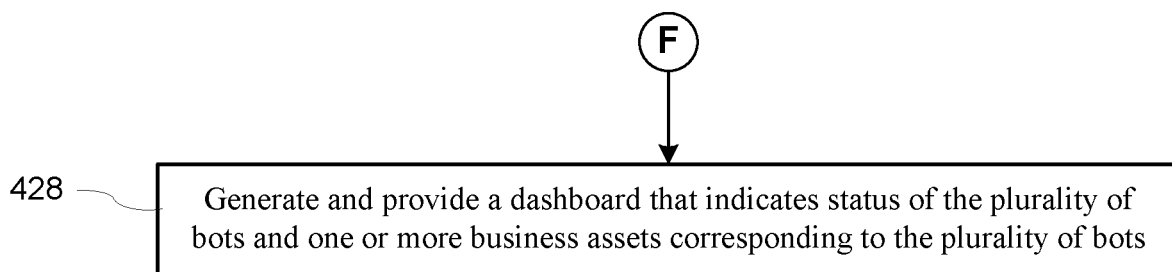 F
428
Generate and provide a dashboard that indicates status of the plurality of
bots and one or more business assets corresponding to the plurality of bots